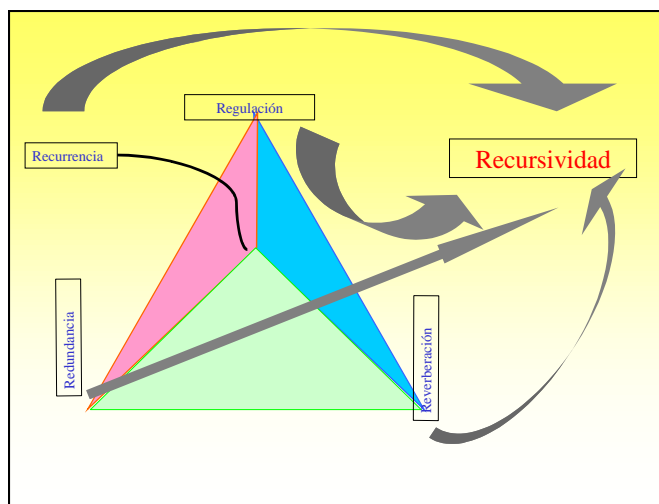 Regulación
Recurrencia
Recursividad
Redundancia
Reverberación